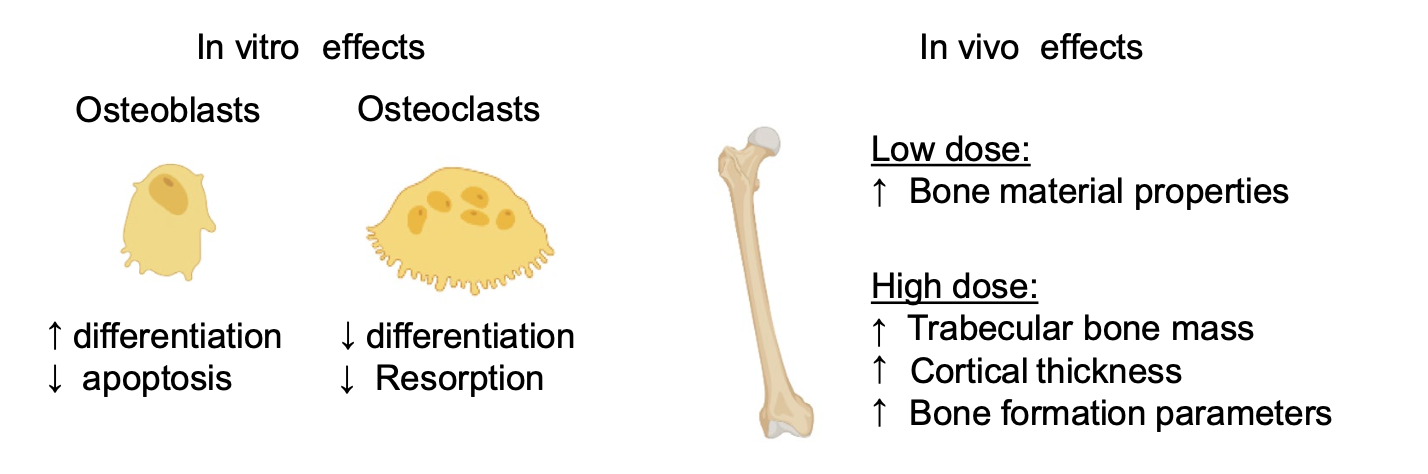 In vitro effects
Osteoblasts
Osteoclasts
↑ differentiation
↓ apoptosis
↓ differentiation
↓ Resorption
In vivo effects
Low dose:
↑ Bone material properties
High dose:
↑ Trabecular bone mass
↑ Cortical thickness
↑ Bone formation parameters